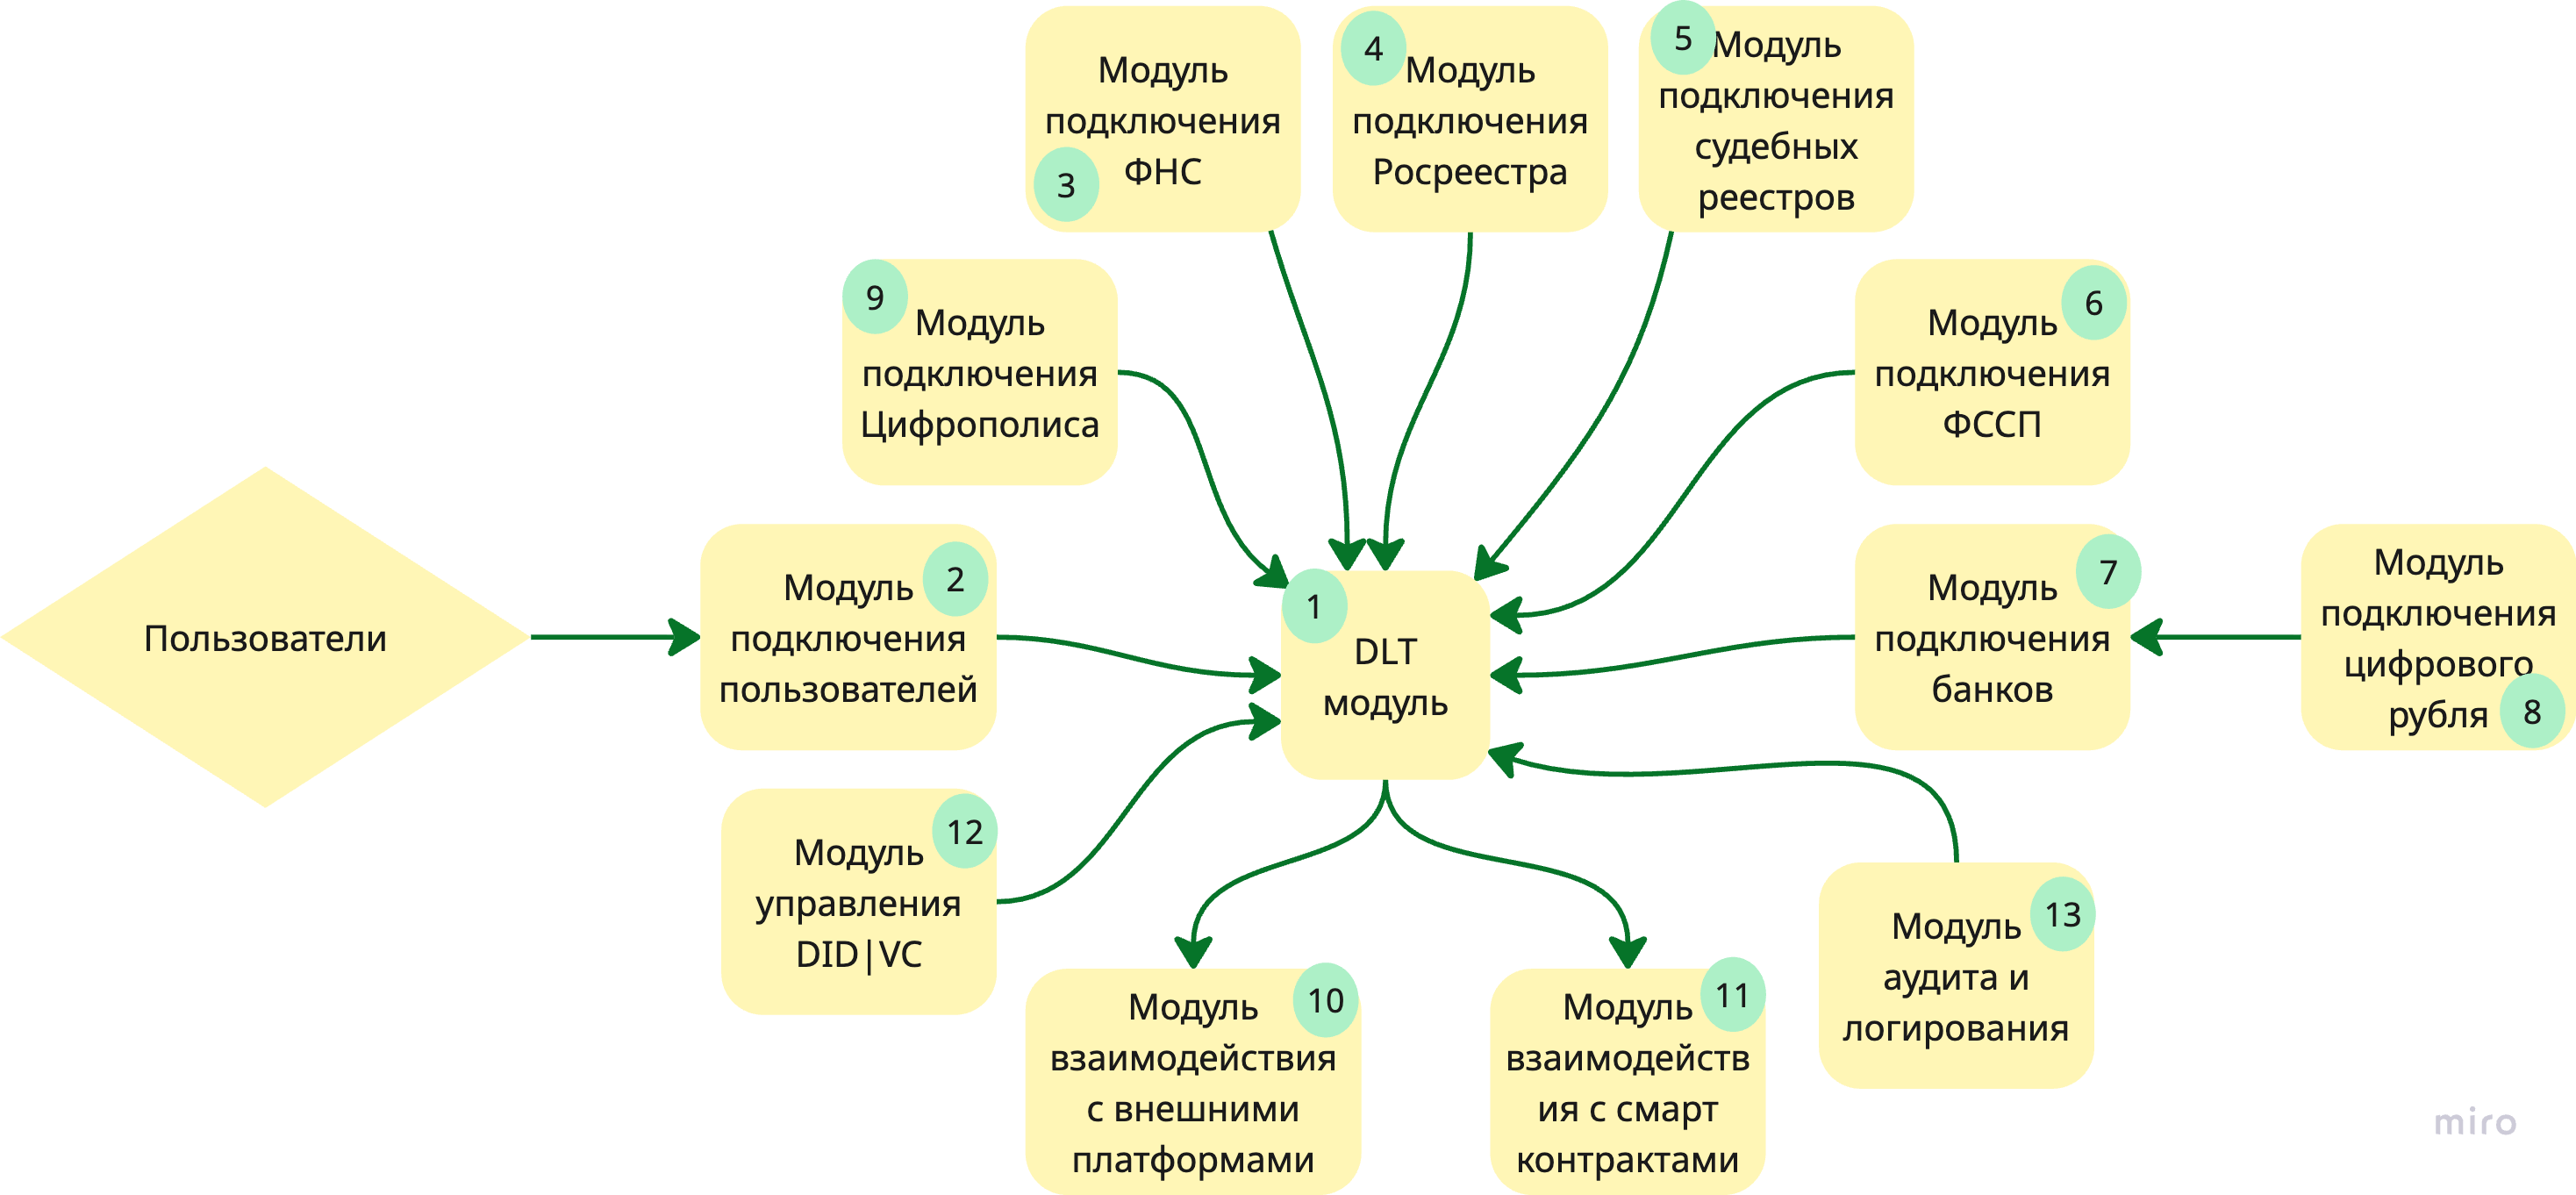 3
Модуль
подключения
ФНС
4
Модуль
подключения
Росреестра
5
Модуль
подключения
судебных
реестров
9
Модуль
подключения
Цифрополиса
6
Модуль
подключения
ФССП
Пользователи
2
Модуль
подключения
пользователей
1
DLT
модуль
7
Модуль
подключения
банков
Модуль
подключения
цифрового
рубля
8
12
Модуль
управления
DID|VC
10
Модуль
взаимодействия
с внешними
платформами
11
Модуль
взаимодейств
ия с смарт
контрактами
13
Модуль
аудита и
логирования
miro